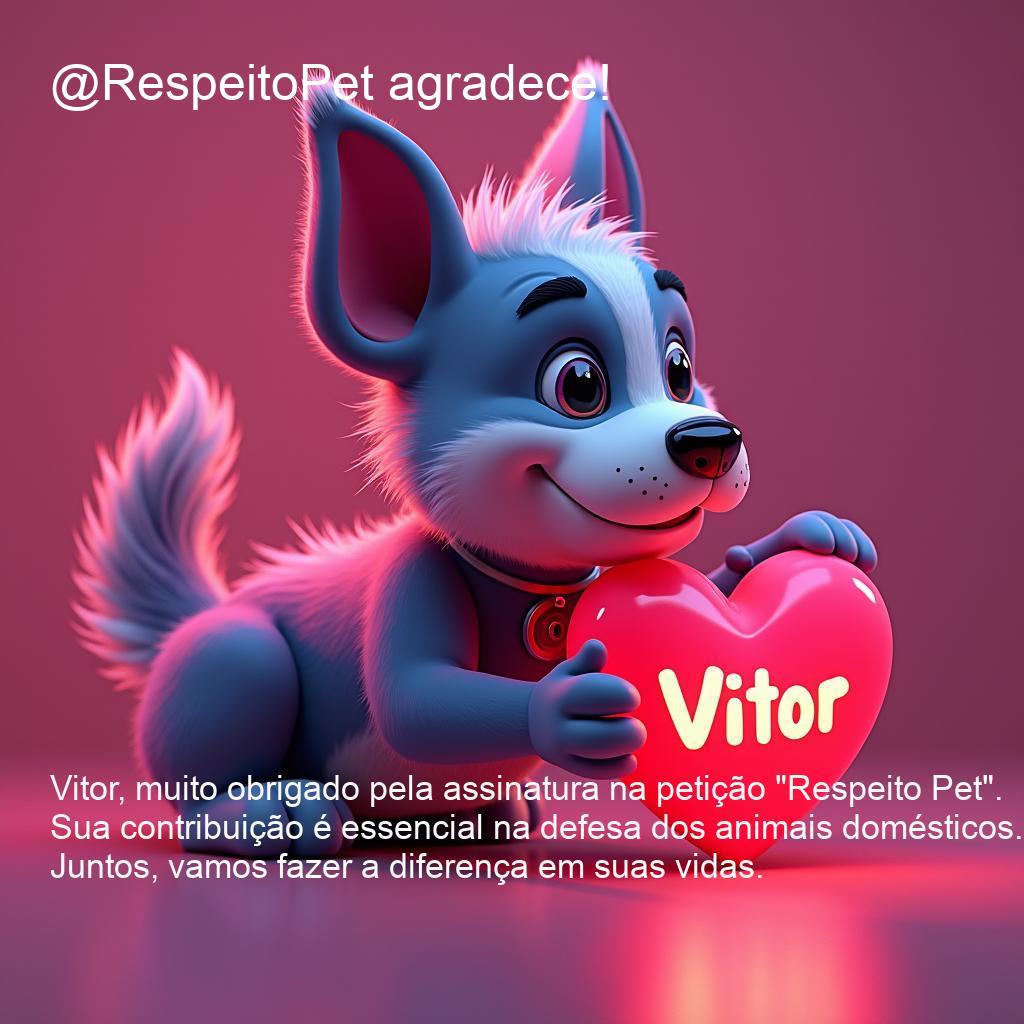 @RespeitoPet agradece!
Vitor
Vitor, muito obrigado pela assinatura na petição "Respeito Pet".
Sua contribuição é essencial na defesa dos animais domésticos.
Juntos, vamos fazer a diferença em suas vidas.